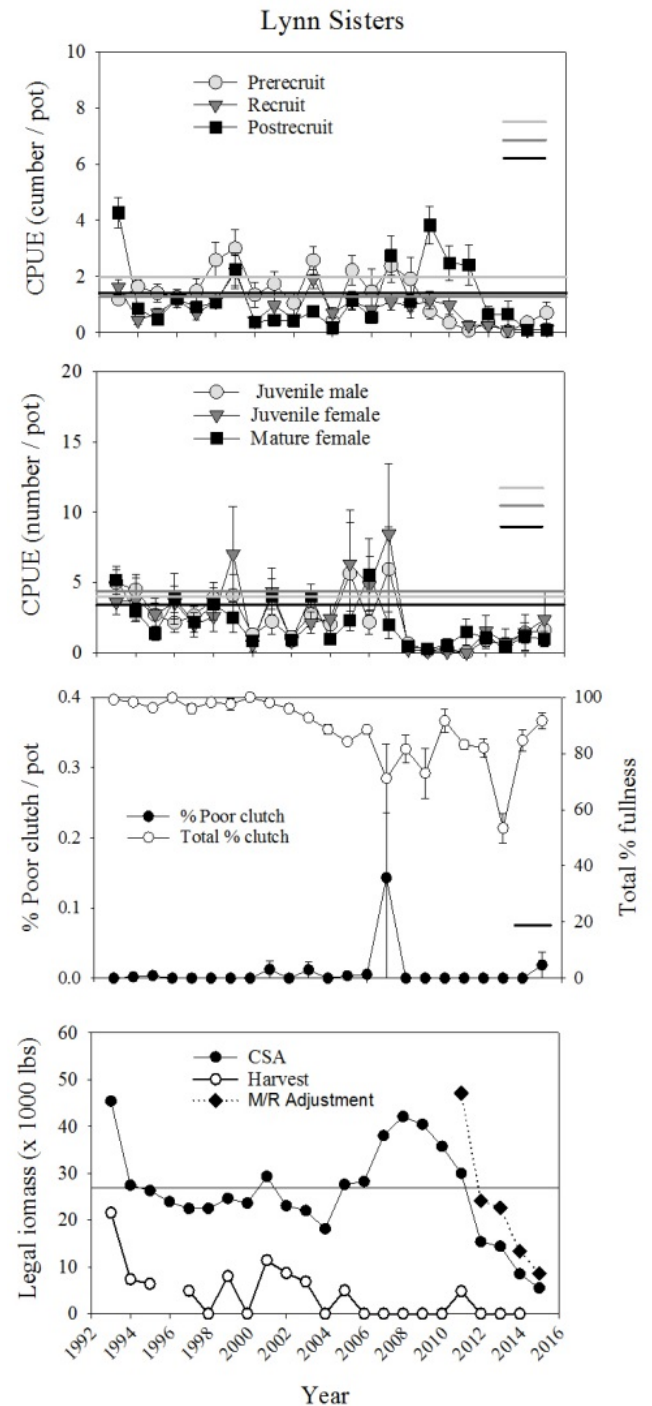 Lynn Sisters
10
8
6
4
2
0
CPUE (cumber / pot)
Prerecruit
Recruit
Postrecruit
20
15
10
5
0
CPUE (number / pot)
Juvenile male
Juvenile female
Mature female
0.4
0.3
0.2
0.1
0.0
% Poor clutch / pot
% Poor clutch
Total % clutch
100
80
60
40
20
0
Total % fullness
60
50
40
30
20
10
0
Legal iomass (x 1000 lbs)
CSA
Harvest
M/R Adjustment
1992
1994
1996
1998
2000
2002
2004
2006
2008
2010
2012
2014
2016
Year